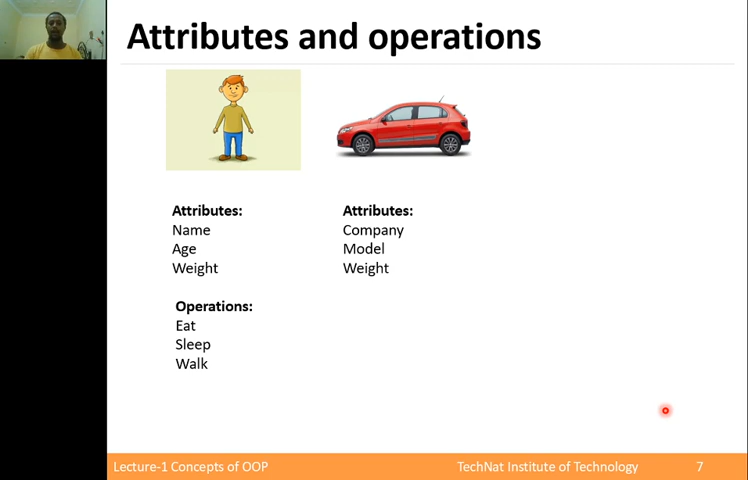 Attributes and operations
Attributes:
Name
Age
Weight
Operations:
Eat
Sleep
Walk
Attributes:
Company
Model
Weight
Lecture-1 Concepts of OOP
TechNat Institute of Technology
7